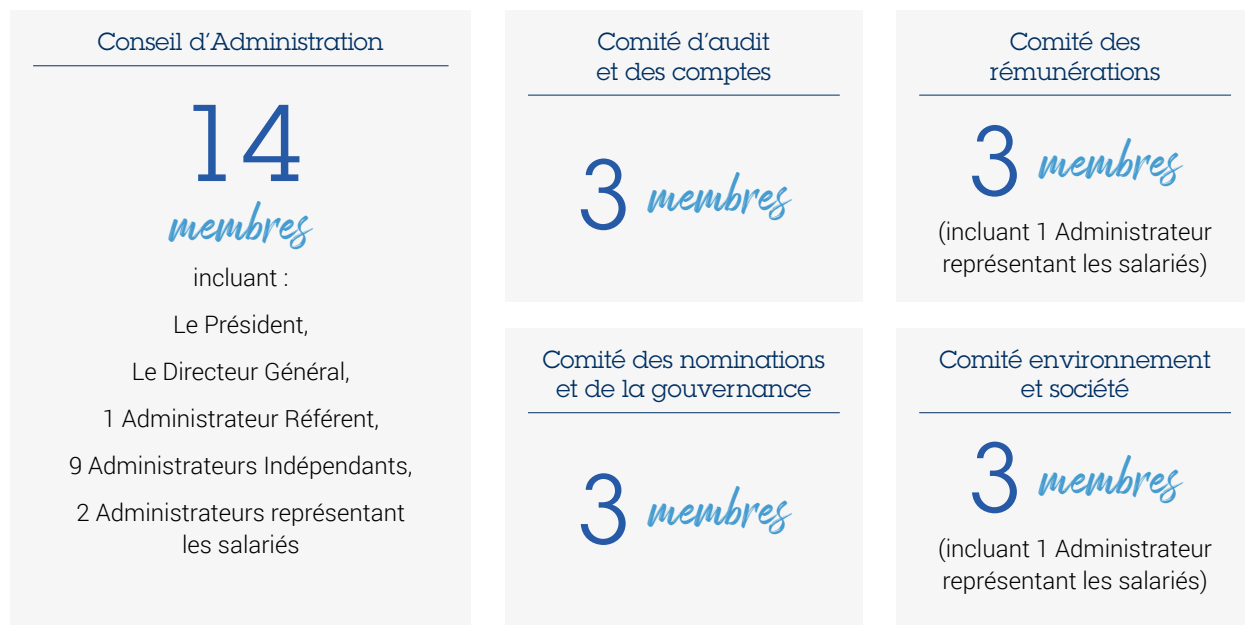 Conseil d'Administration
14
membres
incluant :
Le Président,
Le Directeur Général,
1 Administrateur Référent,
9 Administrateurs Indépendants,
2 Administrateurs représentant
les salariés
Comité d'audit
et des comptes
3 membres
Comité des
rémunérations
3 membres
(incluant 1 Administrateur
représentant les salariés)
Comité des nominations
et de la gouvernance
3 membres
Comité environnement
et société
3 membres
(incluant 1 Administrateur
représentant les salariés)